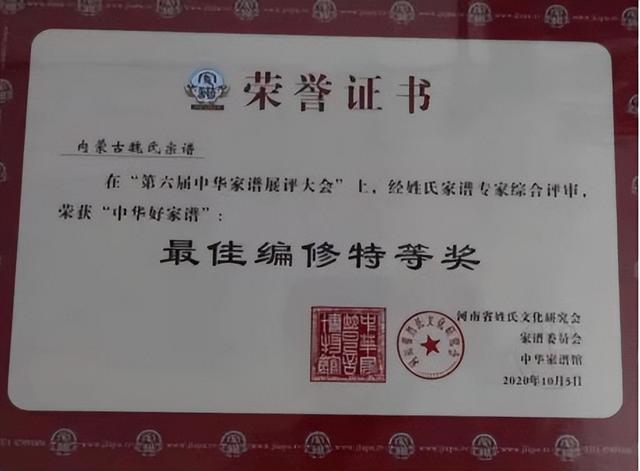 荣誉证书
内蒙古魏氏宗谱
在“第六届中华家谱展评大会”上，经姓氏家谱专家综合评审，
荣获“中华好家谱”：
最佳编修特等奖
河南省姓氏文化研究会
家谱委员会
中华家谱馆
2020年10月5日